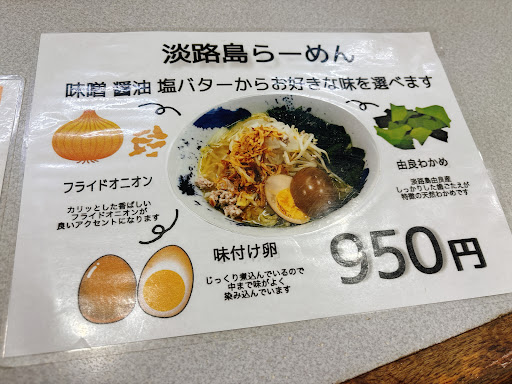 淡路島らーめん
味噌 醤油 塩バターからお好きな味を選べます
フライドオニオン
カリッとした香ばしい
フライドオニオンが
良いアクセントになります
由良わかめ
淡路島由良産
しっかりした歯ごたえが
特徴の天然わかめです
味付け卵
じっくり煮込んでいるので
中まで味がよく
染み込んでいます
950円